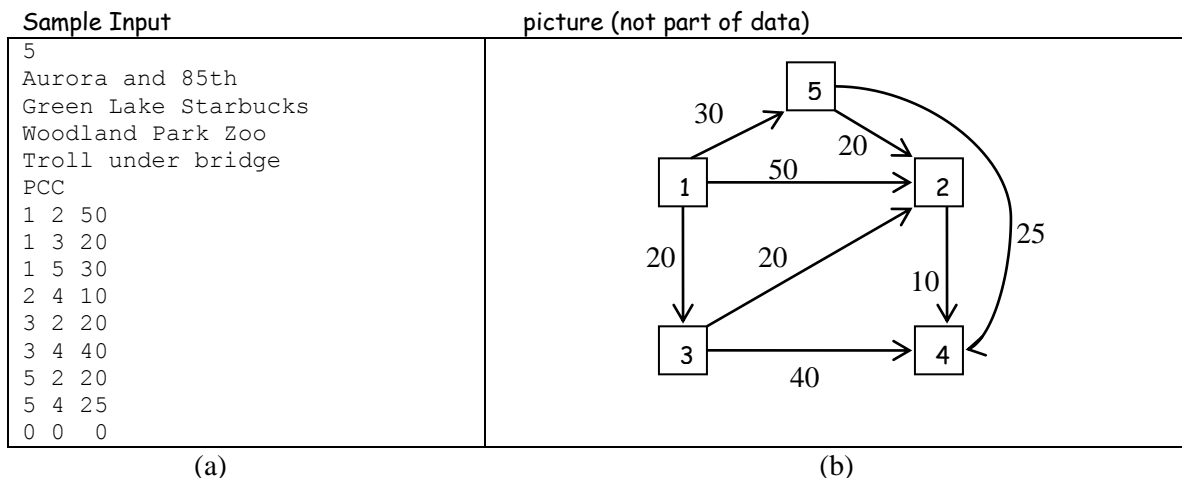 Sample Input
picture (not part of data)
5
Aurora and 85th
Green Lake Starbucks
Woodland Park Zoo
Troll under bridge
PCC
1 2 50
1 3 20
1 5 30
2 4 10
3 2 20
3 4 40
5 2 20
5 4 25
0 0 0
5
30
20
50
1
2
25
20
20
10
3
4
40
(a)
(b)